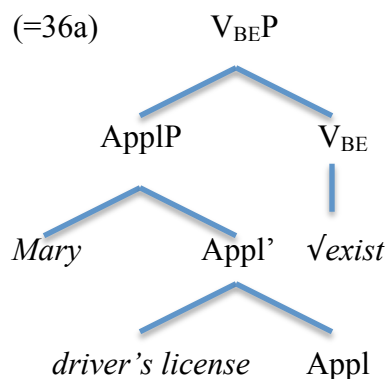 (=36a) V_BEP
ApplP V_BE
Mary Appl’ √exist
driver’s license Appl